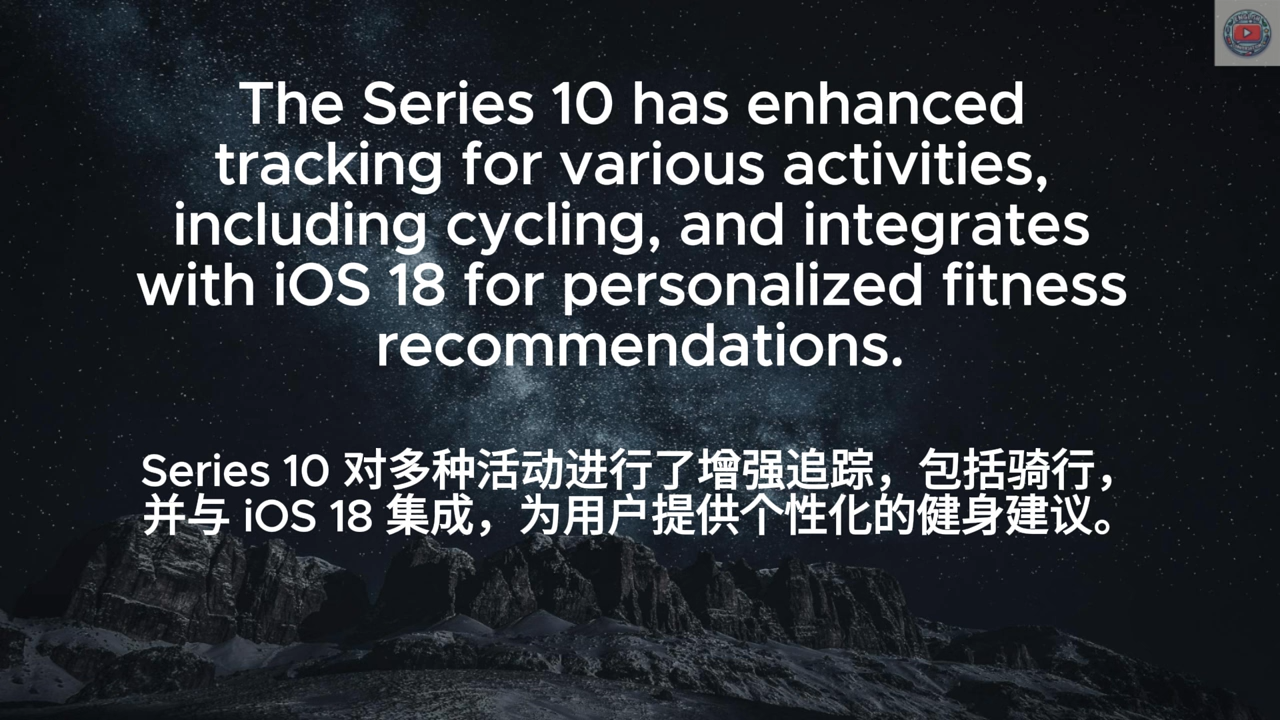 The Series 10 has enhanced
tracking for various activities,
including cycling, and integrates
with iOS 18 for personalized fitness
recommendations.
Series 10 对多种活动进行了增强追踪，包括骑行，
并与 iOS 18 集成，为用户提供个性化的健身建议。